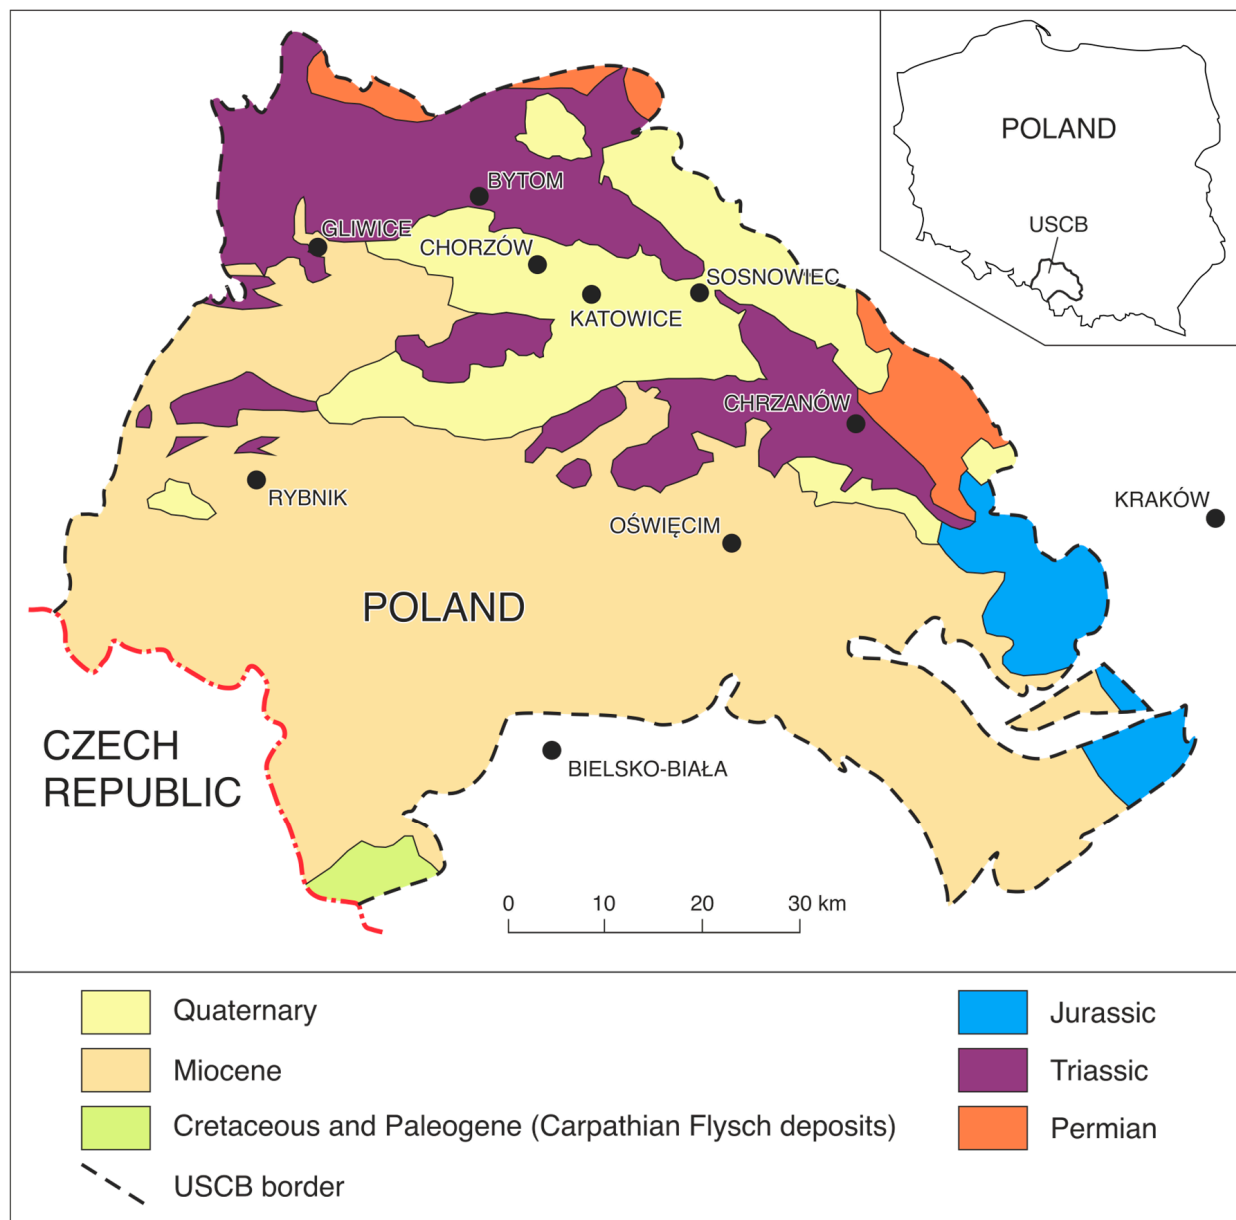 POLAND
USCB
BYTOM
GLIWICE
CHORZÓW
SOSNOWIEC
KATOWICE
CHRZANÓW
RYBNIK
KRAKÓW
OŚWIĘCIM
POLAND
CZECH
REPUBLIC
BIELSKO-BIAŁA
0 10 20 30 km
Quaternary
Miocene
Cretaceous and Paleogene (Carpathian Flysch deposits)
USCB border
Jurassic
Triassic
Permian